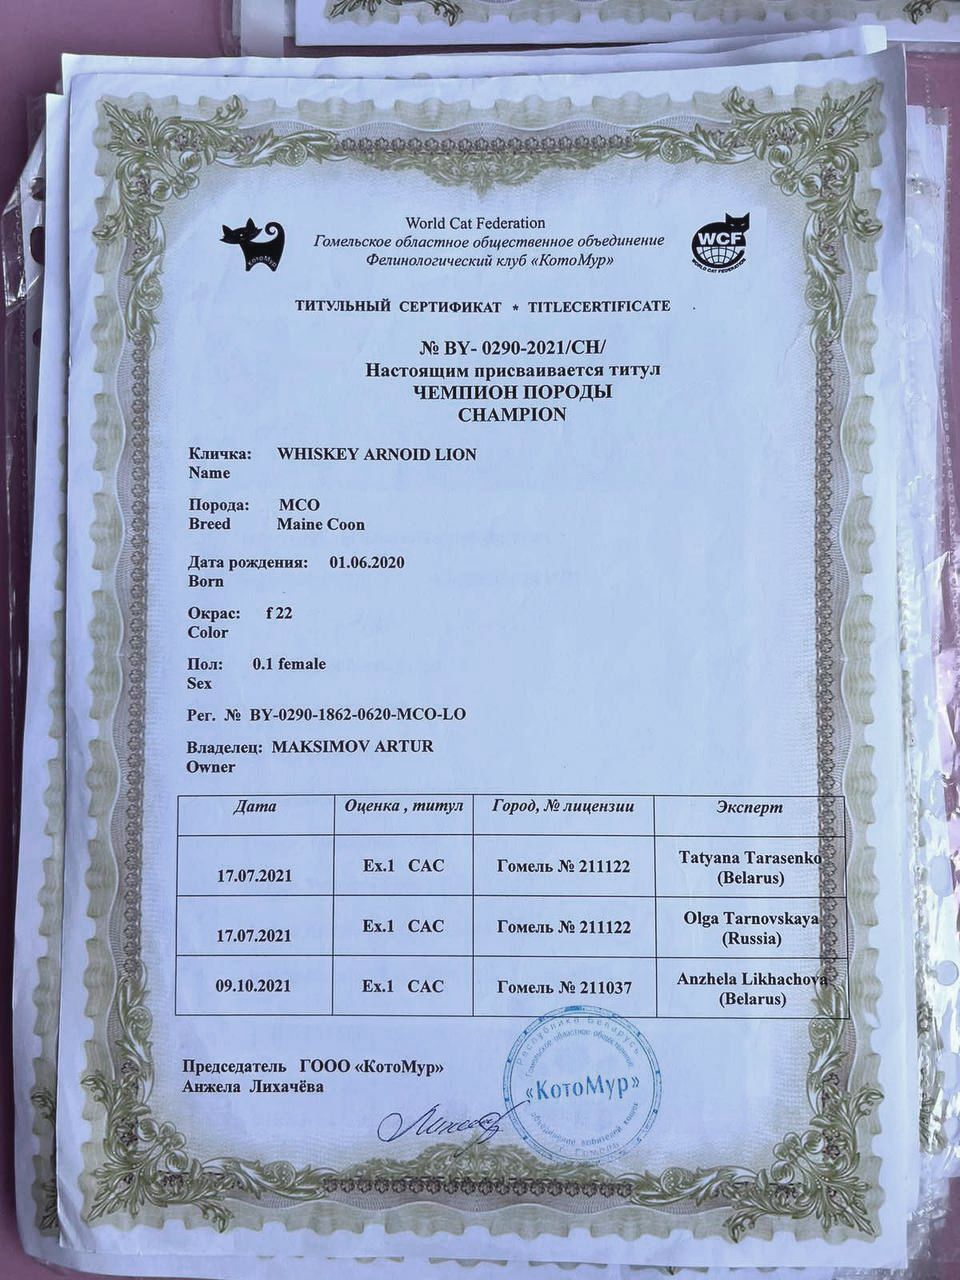 World Cat Federation
Гомельское областное общественное объединение
Фелинологический клуб «КотоМур»
КотоМур
WCF
WORLD CAT FEDERATION
ТИТУЛЬНЫЙ СЕРТИФИКАТ * TITLECERTIFICATE
№ BY- 0290-2021/CH/
Настоящим присваивается титул
ЧЕМПИОН ПОРОДЫ
CHAMPION
Кличка: WHISKEY ARNOID LION
Name
Порода: MCO
Breed Maine Coon
Дата рождения: 01.06.2020
Born
Окрас: f 22
Color
Пол: 0.1 female
Sex
Рег. № BY-0290-1862-0620-MCO-LO
Владелец: MAKSIMOV ARTUR
Owner
Дата Оценка , титул Город, № лицензии Эксперт
17.07.2021 Ex.1 CAC Гомель № 211122 Tatyana Tarasenko
(Belarus)
17.07.2021 Ex.1 CAC Гомель № 211122 Olga Tarnovskaya
(Russia)
09.10.2021 Ex.1 CAC Гомель № 211037 Anzhela Likhachova
(Belarus)
Председатель ГООО «КотоМур»
Анжела Лихачёва
Республика Беларусь
Гомельское областное общественное
«КотоМур»
объединение любителей кошек
г. Гомель